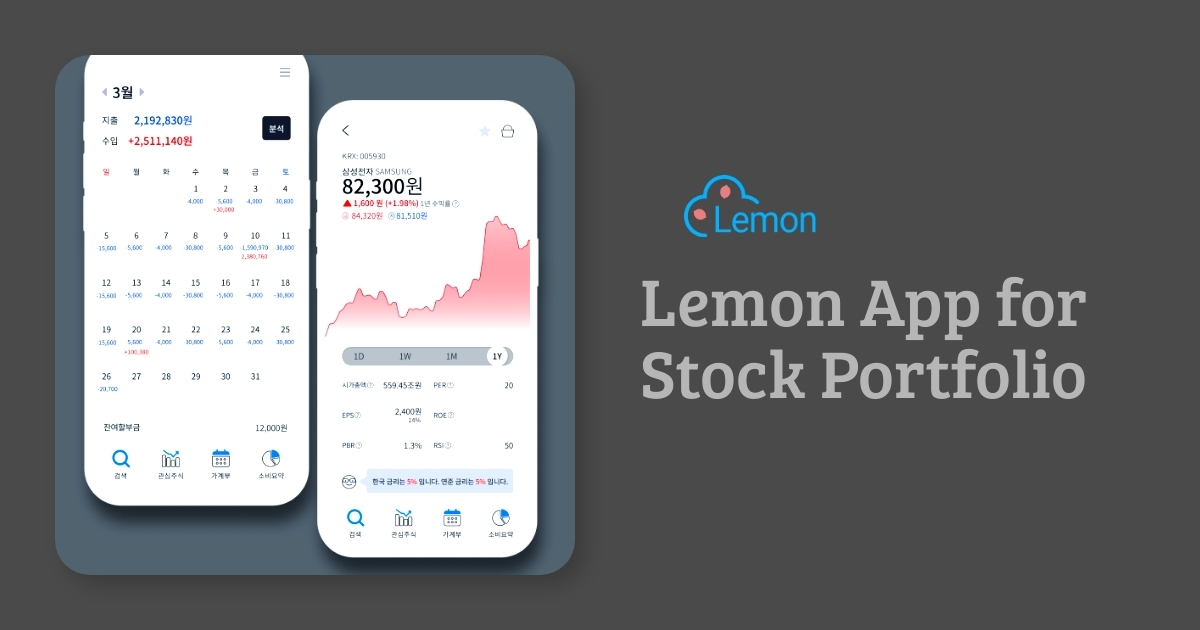 3월
지출 2,192,830원
수입 +2,511,140원
분석
일 월 화 수 목 금 토
1 2 3 4
-4,000 -5,600 -4,000 -30,800
+30,000
5 6 7 8 9 10 11
-15,600 5,600 -4,000 -30,800 -5,600 -1,590,970 -30,800
2,380,760
12 13 14 15 16 17 18
-15,600 -5,600 -4,000 -30,800 -5,600 -4,000 -30,800
19 20 21 22 23 24 25
15,600 5,600 -4,000 -30,800 -5,600 -4,000 -30,800
+100,380
26 27 28 29 30 31
-20,700
잔여할부금 12,000원
검색 관심주식 가계부 소비요약
KRX: 005930
삼성전자 SAMSUNG
82,300원
1,600 원 (+1.98%) 1년 수익률
84,320원 81,510원
1D 1W 1M 1Y
시가총액 559.45조원 PER 20
EPS 2,400원 ROE
14%
PBR 1.3% RSI 50
한국 금리는 5% 입니다. 연준 금리는 5% 입니다.
검색 관심주식 가계부 소비요약
Lemon
Lemon App for
Stock Portfolio